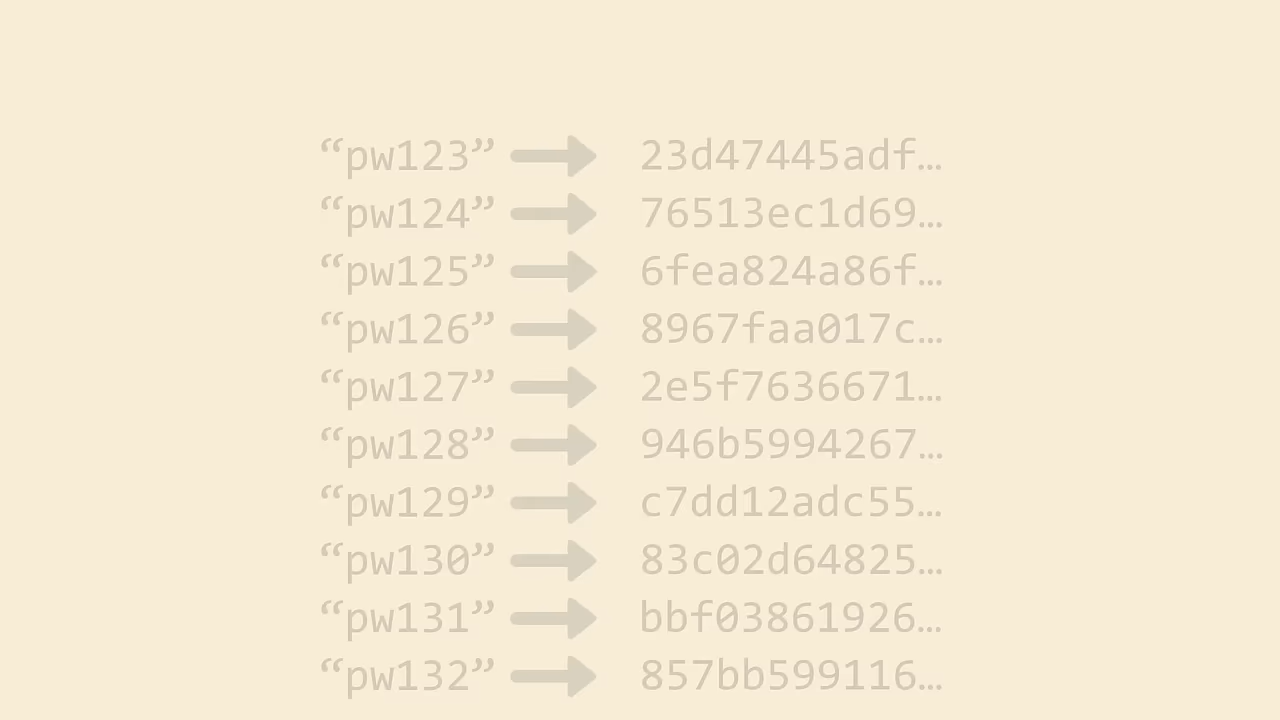 “pw123” → 23d47445adf…
“pw124” → 76513ec1d69…
“pw125” → 6fea824a86f…
“pw126” → 8967faa017c…
“pw127” → 2e5f7636671…
“pw128” → 946b5994267…
“pw129” → c7dd12adc55…
“pw130” → 83c02d64825…
“pw131” → bbf03861926…
“pw132” → 857bb599116…